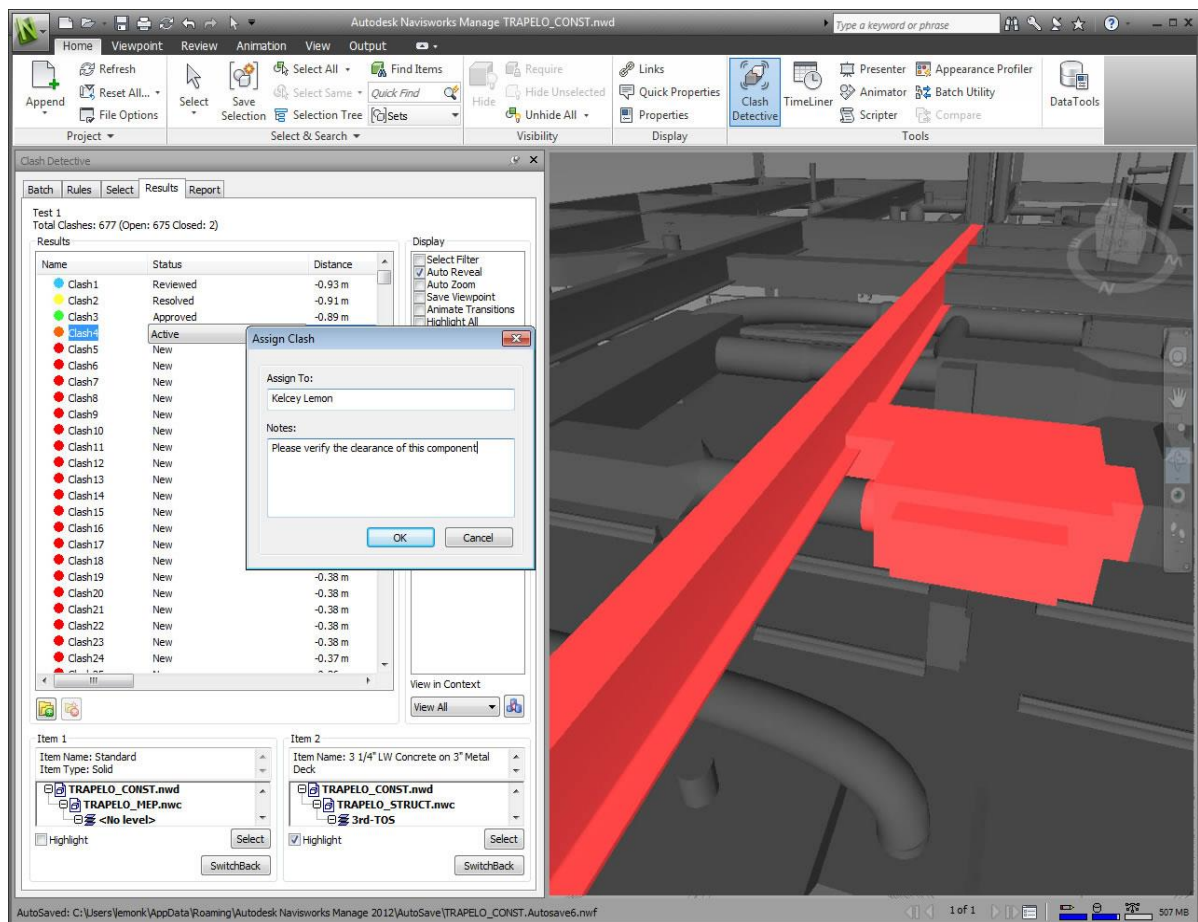 Autodesk Navisworks Manage TRAPELO_CONST.nwd
Type a keyword or phrase
Home Viewpoint Review Animation View Output
Append
Refresh
Reset All...
File Options
Project
Select
Save Selection
Select All
Select Same
Selection Tree
Find Items
Quick Find
Sets
Select & Search
Hide
Require
Hide Unselected
Unhide All
Visibility
Links
Quick Properties
Properties
Display
Clash Detective
TimeLiner
Presenter
Animator
Scripter
Appearance Profiler
Batch Utility
Compare
Tools
DataTools
Clash Detective
Batch Rules Select Results Report
Test 1
Total Clashes: 677 (Open: 675 Closed: 2)
Results
Name Status Distance
Clash1 Reviewed -0.93 m
Clash2 Resolved -0.91 m
Clash3 Approved -0.89 m
Clash4 Active
Clash5 New
Clash6 New
Clash7 New
Clash8 New
Clash9 New
Clash10 New
Clash11 New
Clash12 New
Clash13 New
Clash14 New
Clash15 New
Clash16 New
Clash17 New
Clash18 New
Clash19 New -0.38 m
Clash20 New -0.38 m
Clash21 New -0.38 m
Clash22 New -0.38 m
Clash23 New -0.38 m
Clash24 New -0.37 m
Display
Select Filter
Auto Reveal
Auto Zoom
Save Viewpoint
Animate Transitions
Highlight All
Assign Clash
Assign To:
Kelcey Lemon
Notes:
Please verify the clearance of this component
OK Cancel
View in Context
View All
Item 1
Item Name: Standard
Item Type: Solid
TRAPELO_CONST.nwd
TRAPELO_MEP.nwc
<No level>
Highlight
Select
SwitchBack
Item 2
Item Name: 3 1/4" LW Concrete on 3" Metal
Deck
TRAPELO_CONST.nwd
TRAPELO_STRUCT.nwc
3rd-TOS
Highlight
Select
SwitchBack
N
AutoSaved: C:\Users\lemonk\AppData\Roaming\Autodesk Navisworks Manage 2012\AutoSave\TRAPELO_CONST.Autosave6.nwf
1 of 1
507 MB